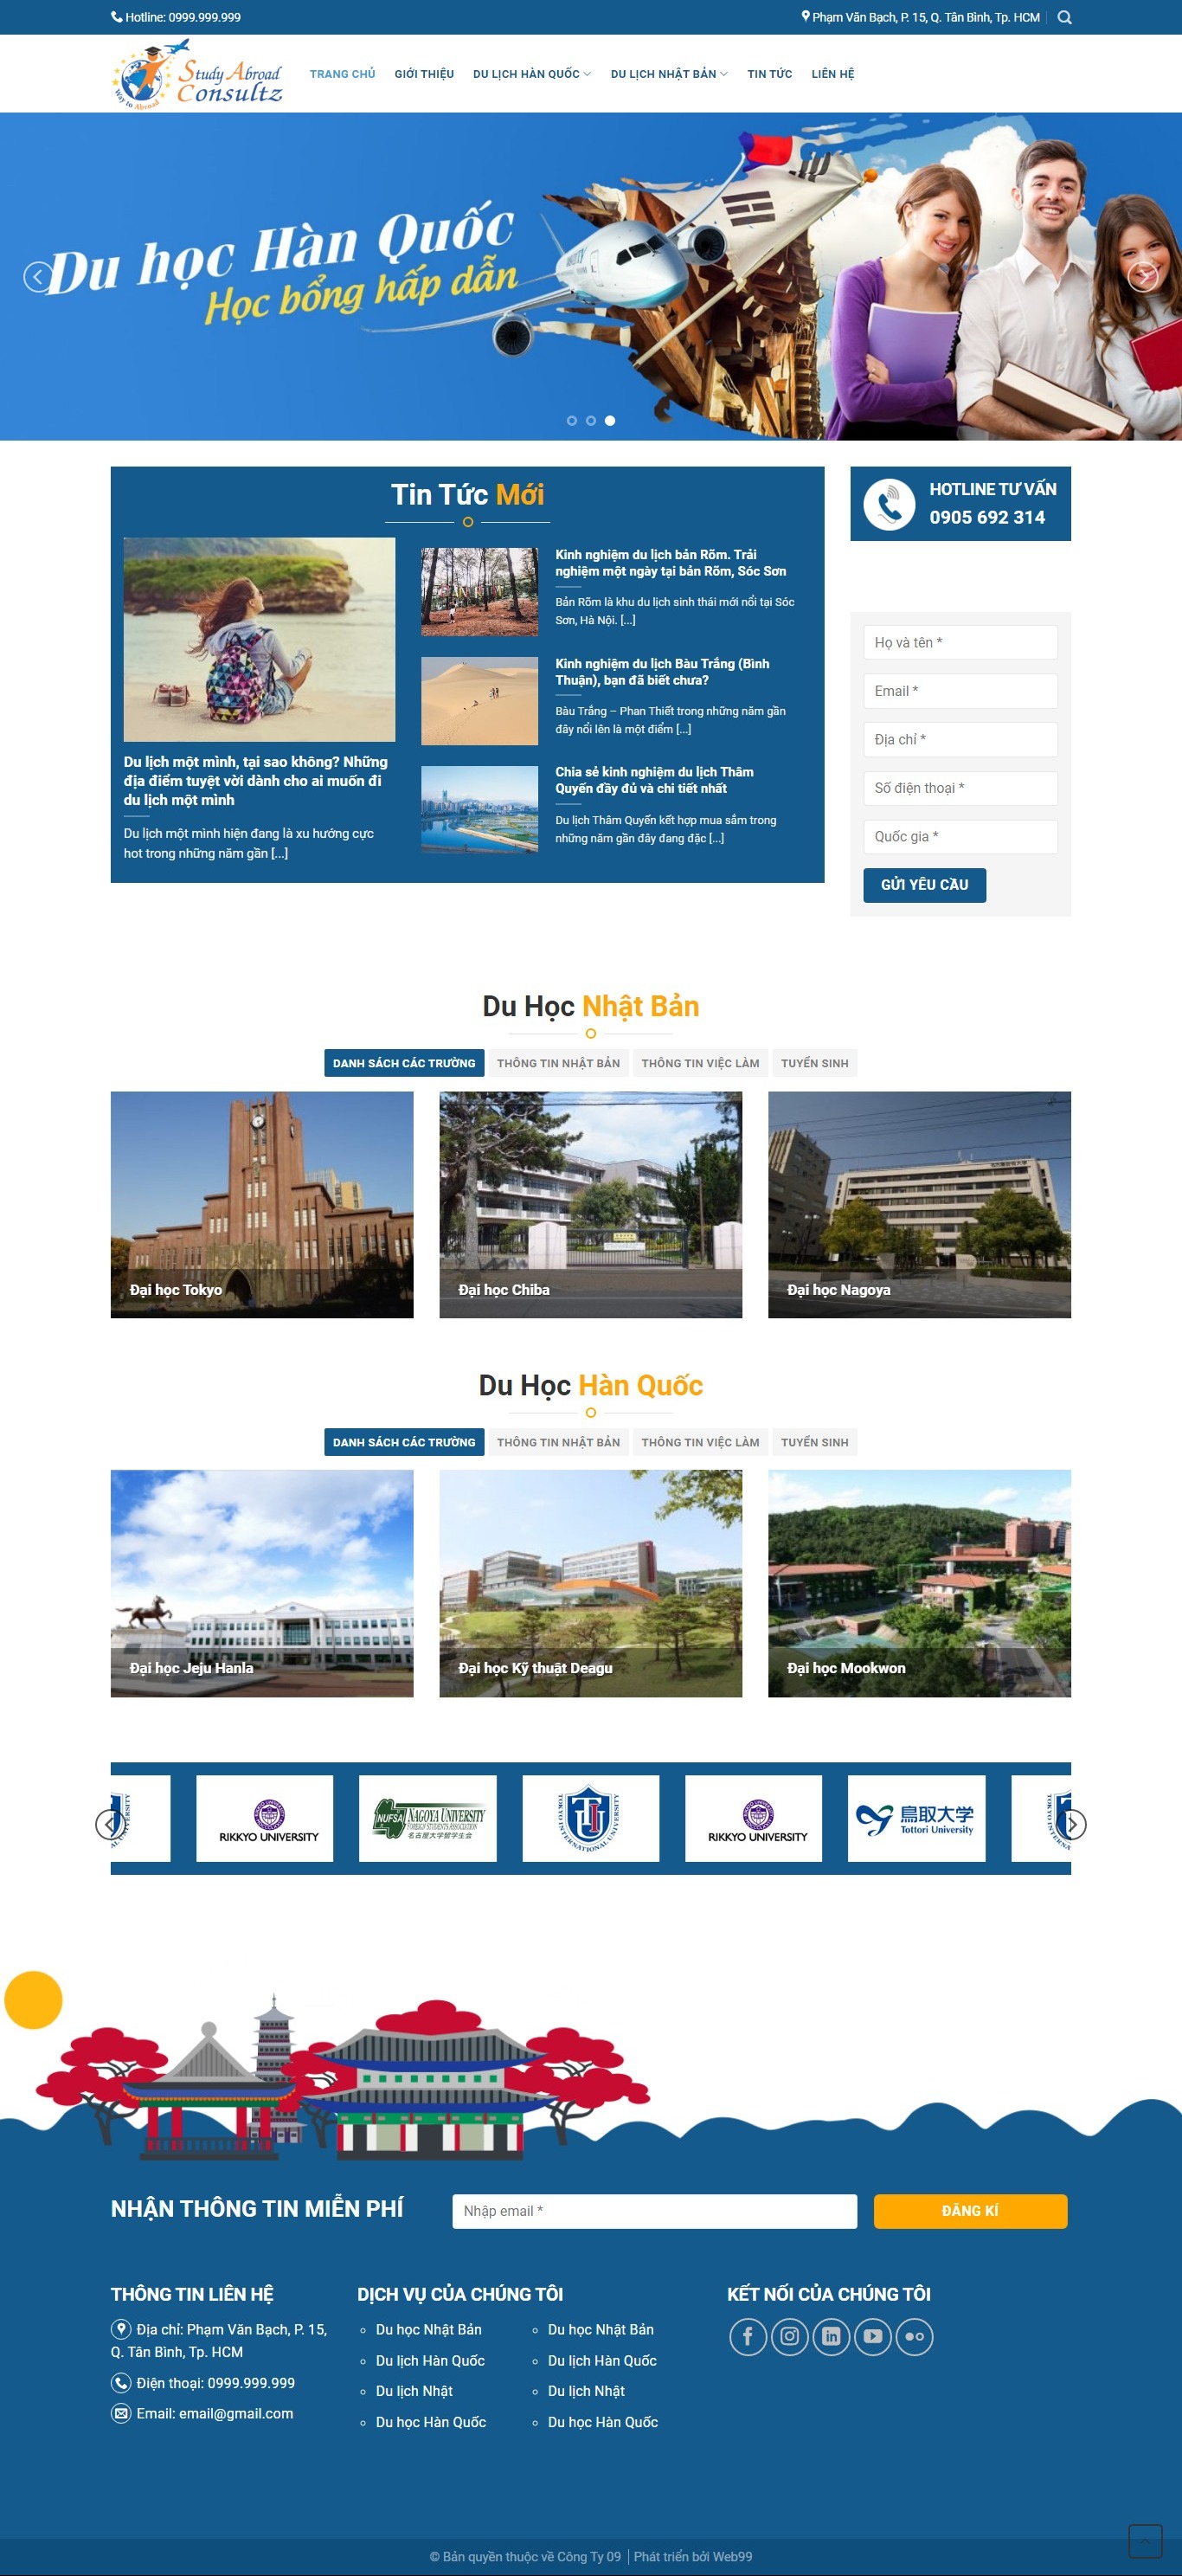 Hotline: 0999.999.999
Phạm Văn Bạch, P. 15, Q. Tân Bình, Tp. HCM
Study Abroad
Consultz
Way to Abroad
TRANG CHỦ
GIỚI THIỆU
DU LỊCH HÀN QUỐC
DU LỊCH NHẬT BẢN
TIN TỨC
LIÊN HỆ
Du học Hàn Quốc
Học bổng hấp dẫn
Tin Tức Mới
Du lịch một mình, tại sao không? Những
địa điểm tuyệt vời dành cho ai muốn đi
du lịch một mình
Du lịch một mình hiện đang là xu hướng cực
hot trong những năm gần [...]
Kinh nghiệm du lịch bản Rõm. Trải
nghiệm một ngày tại bản Rõm, Sóc Sơn
Bản Rõm là khu du lịch sinh thái mới nổi tại Sóc
Sơn, Hà Nội. [...]
Kinh nghiệm du lịch Bàu Trắng (Bình
Thuận), bạn đã biết chưa?
Bàu Trắng – Phan Thiết trong những năm gần
đây nổi lên là một điểm [...]
Chia sẻ kinh nghiệm du lịch Thâm
Quyến đầy đủ và chi tiết nhất
Du lịch Thâm Quyến kết hợp mua sắm trong
những năm gần đây đang đặc [...]
HOTLINE TƯ VẤN
0905 692 314
Họ và tên *
Email *
Địa chỉ *
Số điện thoại *
Quốc gia *
GỬI YÊU CẦU
Du Học Nhật Bản
DANH SÁCH CÁC TRƯỜNG
THÔNG TIN NHẬT BẢN
THÔNG TIN VIỆC LÀM
TUYỂN SINH
Đại học Tokyo
Đại học Chiba
Đại học Nagoya
Du Học Hàn Quốc
DANH SÁCH CÁC TRƯỜNG
THÔNG TIN NHẬT BẢN
THÔNG TIN VIỆC LÀM
TUYỂN SINH
Đại học Jeju Hanla
Đại học Kỹ thuật Deagu
Đại học Mookwon
RIKKYO UNIVERSITY
NUFSA
NAGOYA UNIVERSITY
FOREIGN STUDENTS ASSOCIATION
名古屋大学留学生会
TOKYO INTERNATIONAL UNIVERSITY
RIKKYO UNIVERSITY
鳥取大学
Tottori University
NHẬN THÔNG TIN MIỄN PHÍ
Nhập email *
ĐĂNG KÍ
THÔNG TIN LIÊN HỆ
Địa chỉ: Phạm Văn Bạch, P. 15,
Q. Tân Bình, Tp. HCM
Điện thoại: 0999.999.999
Email: email@gmail.com
DỊCH VỤ CỦA CHÚNG TÔI
Du học Nhật Bản
Du lịch Hàn Quốc
Du lịch Nhật
Du học Hàn Quốc
Du học Nhật Bản
Du lịch Hàn Quốc
Du lịch Nhật
Du học Hàn Quốc
KẾT NỐI CỦA CHÚNG TÔI
© Bản quyền thuộc về Công Ty 09 | Phát triển bởi Web99